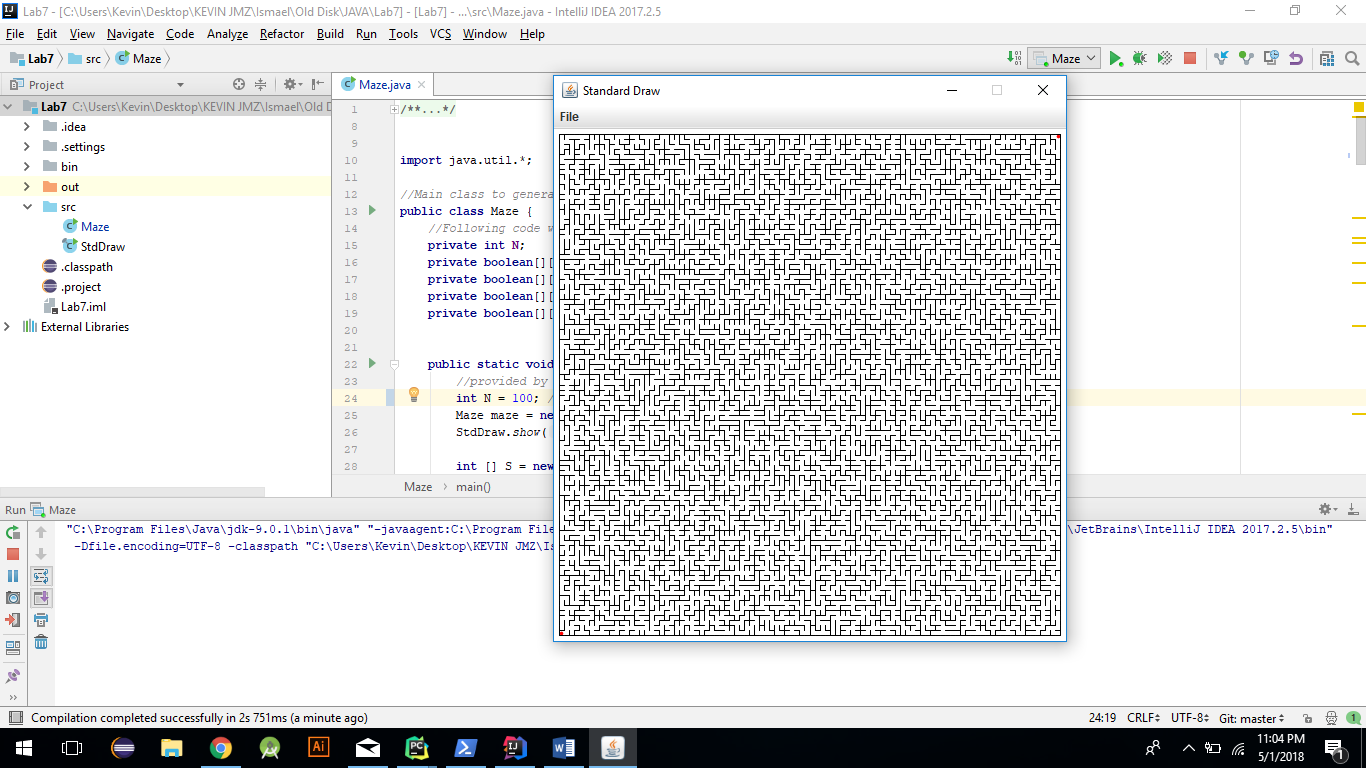 Lab7 - [C:\Users\Kevin\Desktop\KEVIN JMZ\Ismael\Old Disk\JAVA\Lab7] - [Lab7] - ...\src\Maze.java - IntelliJ IDEA 2017.2.5
File Edit View Navigate Code Analyze Refactor Build Run Tools VCS Window Help
Lab7 src Maze
Maze
Project
Maze.java
Lab7 C:\Users\Kevin\Desktop\KEVIN JMZ\Ismael\Old D
.idea
.settings
bin
out
src
Maze
StdDraw
.classpath
.project
Lab7.iml
External Libraries
1 /**...*/
8
9
10 import java.util.*;
11
12 //Main class to genera
13 public class Maze {
14 //Following code w
15 private int N;
16 private boolean[][
17 private boolean[][
18 private boolean[][
19 private boolean[][
20
21
22 public static void
23 //provided by
24 int N = 100; /
25 Maze maze = ne
26 StdDraw.show(
27
28 int [] S = new
Maze main()
Standard Draw
File
Run Maze
"C:\Program Files\Java\jdk-9.0.1\bin\java" "-javaagent:C:\Program File \JetBrains\IntelliJ IDEA 2017.2.5\bin"
-Dfile.encoding=UTF-8 -classpath "C:\Users\Kevin\Desktop\KEVIN JMZ\Is
Compilation completed successfully in 2s 751ms (a minute ago) 24:19 CRLF UTF-8 Git: master 1
Ai PC IJ W 11:04 PM
5/1/2018 1